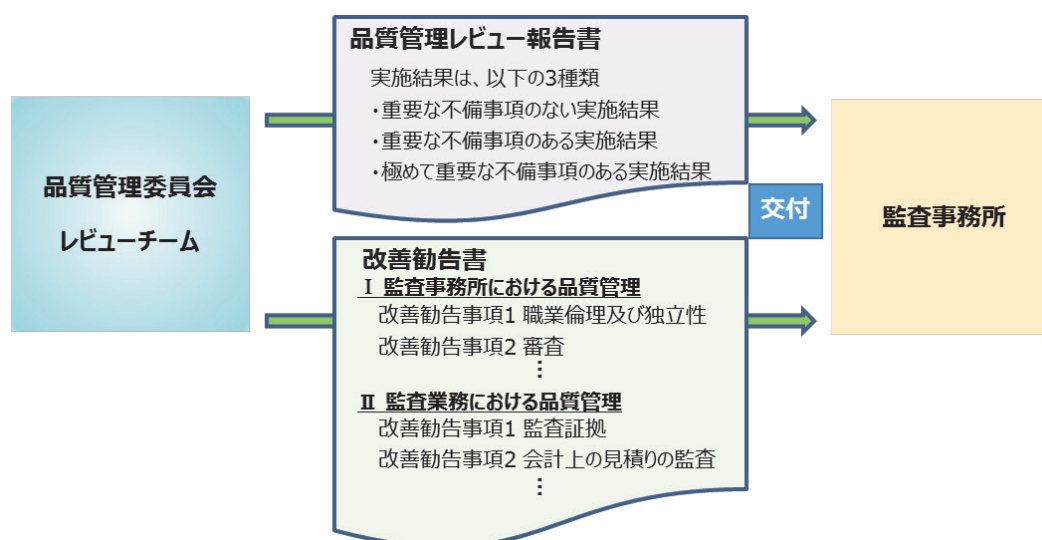 品質管理委員会
レビューチーム
品質管理レビュー報告書
実施結果は、以下の3種類
・重要な不備事項のない実施結果
・重要な不備事項のある実施結果
・極めて重要な不備事項のある実施結果
交付
監査事務所
改善勧告書
Ⅰ 監査事務所における品質管理
改善勧告事項1 職業倫理及び独立性
改善勧告事項2 審査
⋮
Ⅱ 監査業務における品質管理
改善勧告事項1 監査証拠
改善勧告事項2 会計上の見積りの監査
⋮